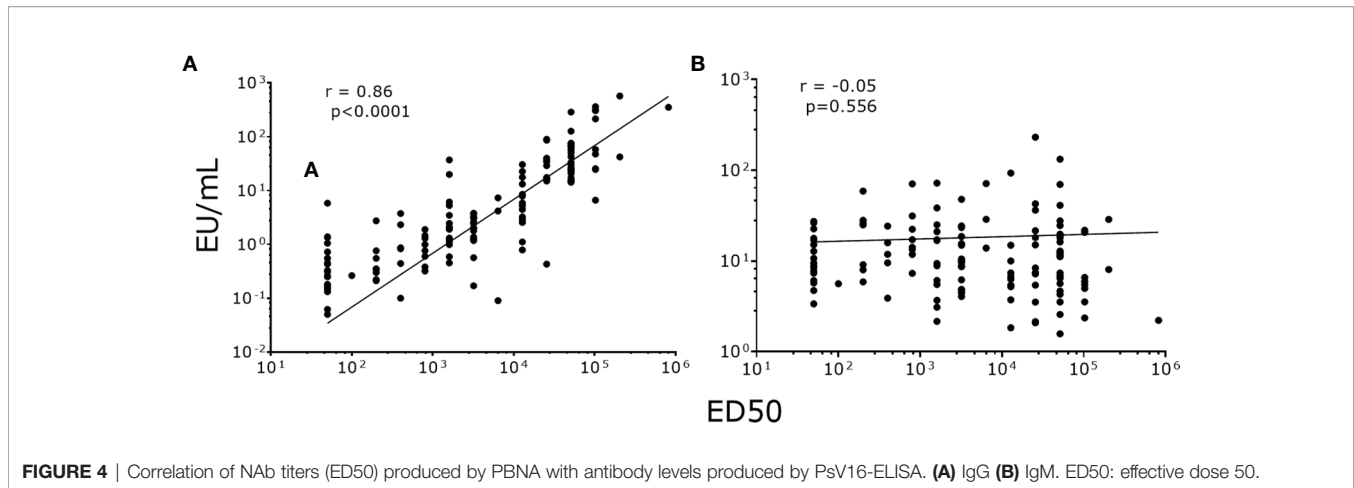 A
r = 0.86
p<0.0001
A
EU/mL
10³
10²
10¹
10⁰
10⁻¹
10⁻²
10¹ 10² 10³ 10⁴ 10⁵ 10⁶
B
r = -0.05
p=0.556
10³
10²
10¹
10⁰
10¹ 10² 10³ 10⁴ 10⁵ 10⁶
ED50
FIGURE 4 | Correlation of NAb titers (ED50) produced by PBNA with antibody levels produced by PsV16-ELISA. (A) IgG (B) IgM. ED50: effective dose 50.